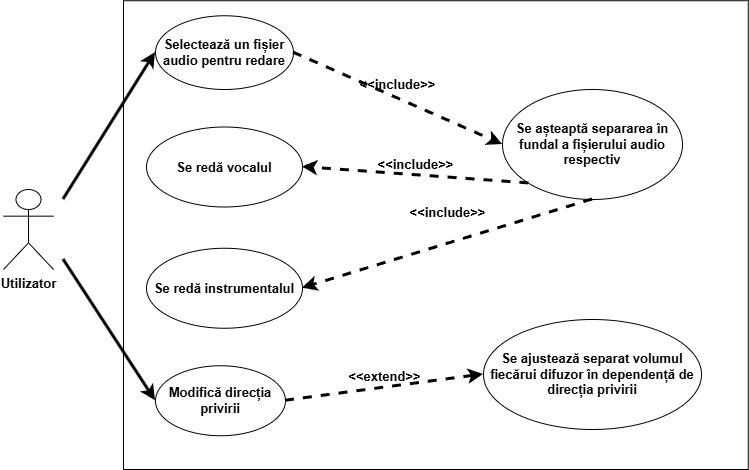 Selectează un fișier
audio pentru redare
<<include>>
Se așteaptă separarea în
fundal a fișierului audio
respectiv
Se redă vocalul
<<include>>
<<include>>
Utilizator
Se redă instrumentalul
Se ajustează separat volumul
fiecărui difuzor în dependență de
direcția privirii
<<extend>>
Modifică direcția
privirii